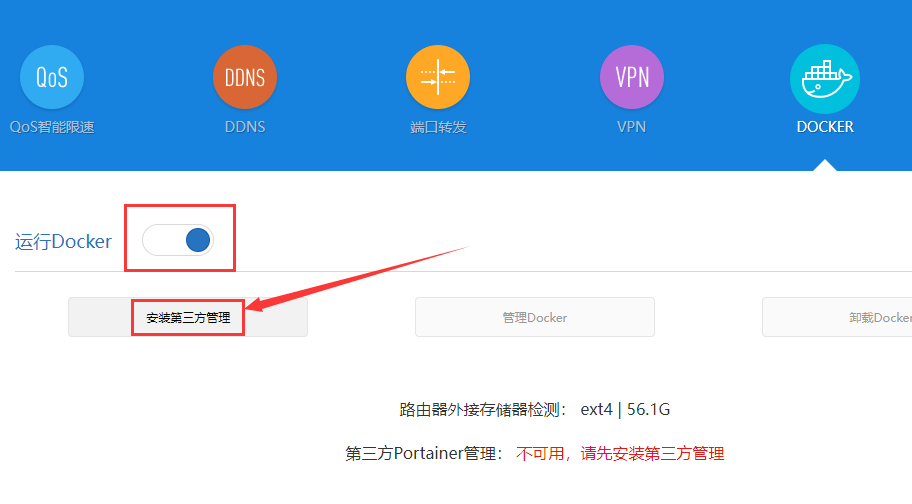 QoS
DDNS
VPN
QoS智能限速
DDNS
端口转发
VPN
DOCKER
运行Docker
安装第三方管理
管理Docker
卸载Docker
路由器外接存储器检测： ext4 | 56.1G
第三方Portainer管理： 不可用，请先安装第三方管理